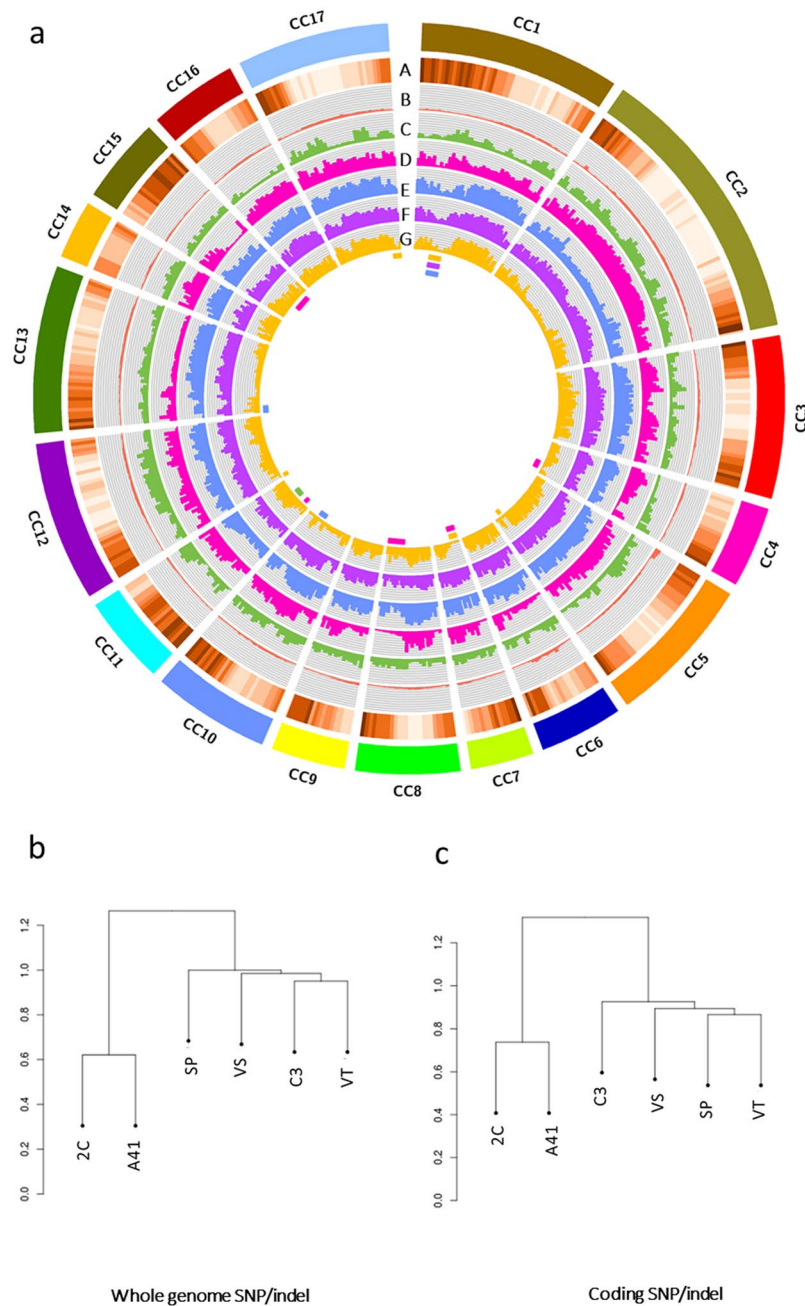 a
CC1
CC2
CC3
CC4
CC5
CC6
CC7
CC8
CC9
CC10
CC11
CC12
CC13
CC14
CC15
CC16
CC17
A
B
C
D
E
F
G
b
1.2
1.0
0.8
0.6
0.4
0.2
0.0
2C
A41
SP
VS
C3
VT
Whole genome SNP/indel
c
1.2
1.0
0.8
0.6
0.4
0.2
0.0
2C
A41
C3
VS
SP
VT
Coding SNP/indel